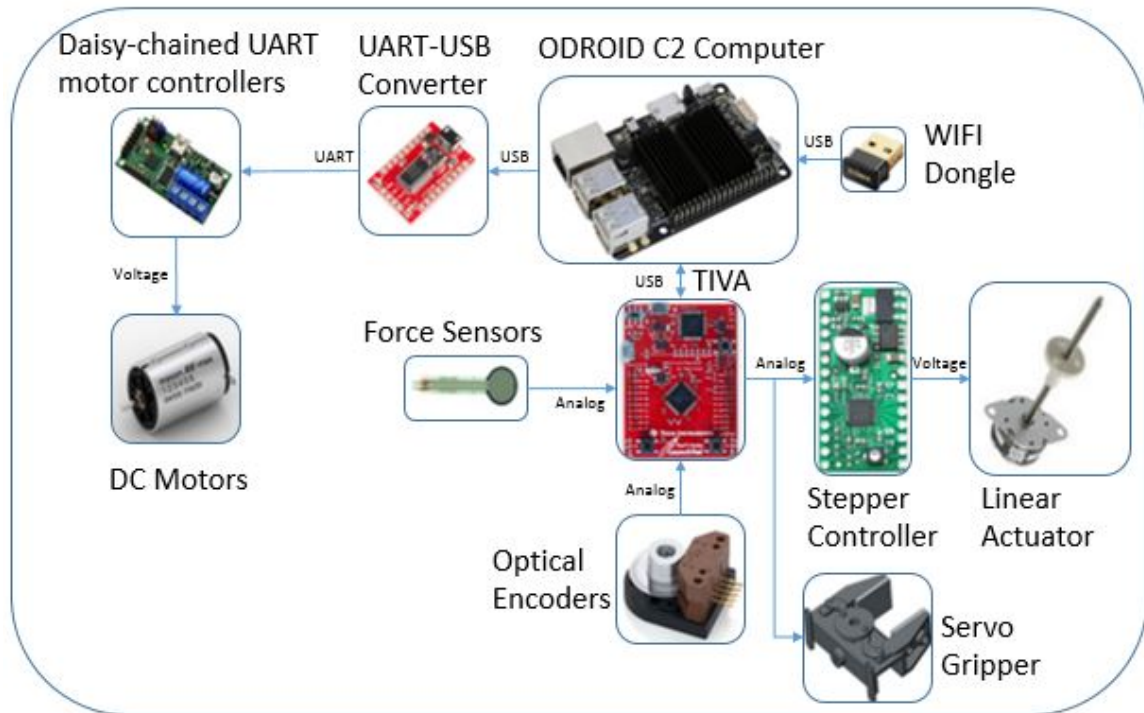 Daisy-chained UART
motor controllers
UART-USB
Converter
ODROID C2 Computer
WIFI
Dongle
UART
USB
USB
Voltage
USB
TIVA
Force Sensors
Analog
Analog
Voltage
DC Motors
Analog
Stepper
Controller
Linear
Actuator
Optical
Encoders
Servo
Gripper